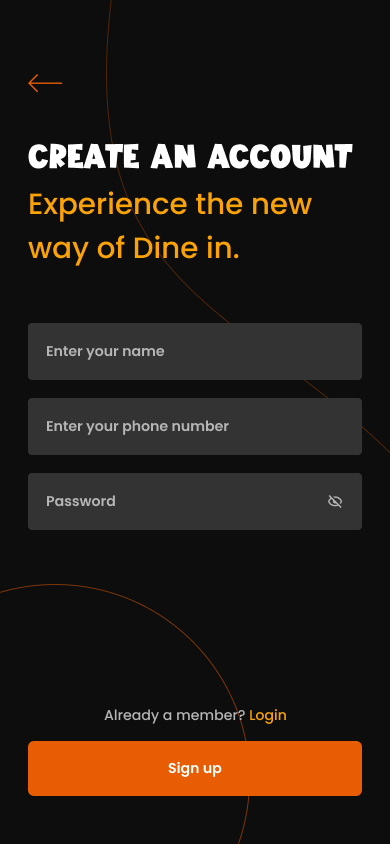 CREATE AN ACCOUNT
Experience the new
way of Dine in.
Enter your name
Enter your phone number
Password
Already a member? Login
Sign up